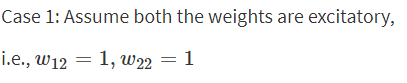 Case 1: Assume both the weights are excitatory,
i.e., w₁₂ = 1, w₂₂ = 1